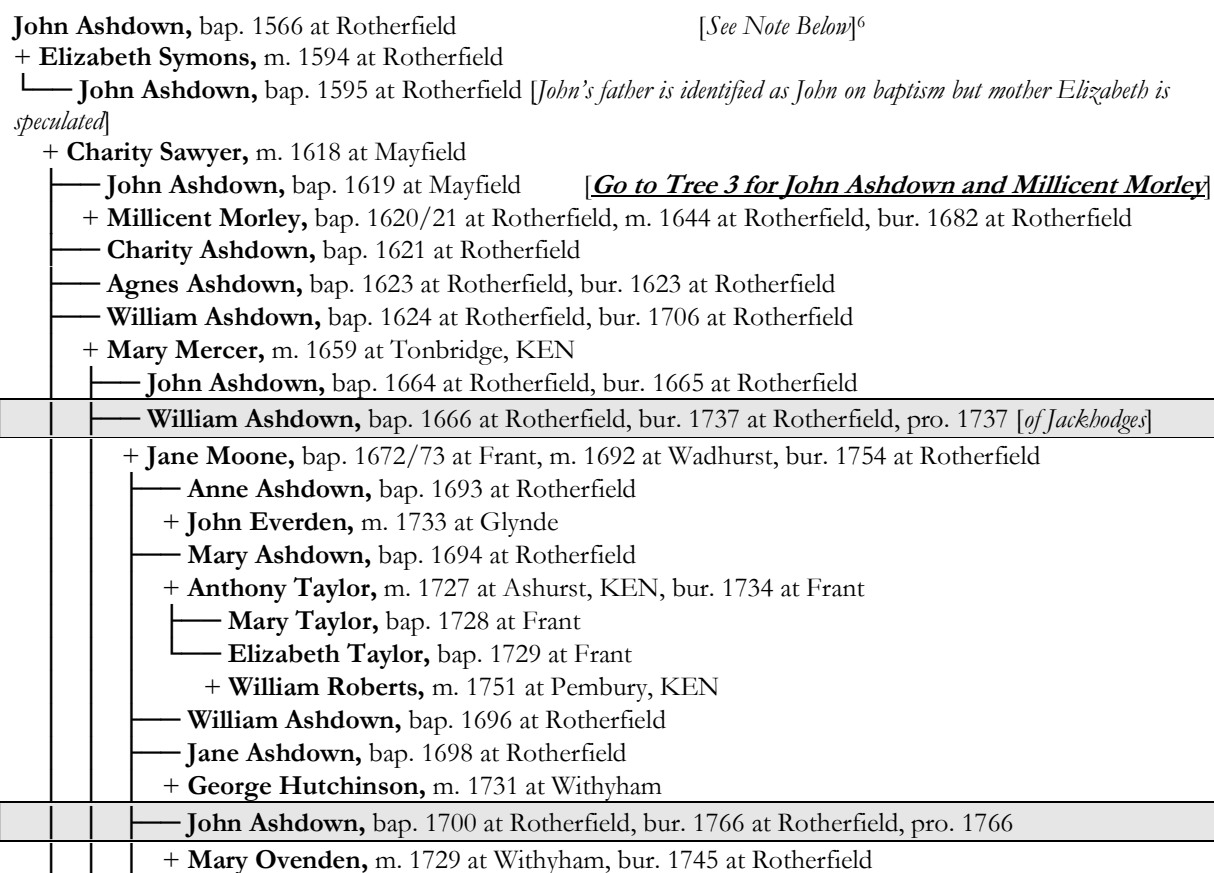 John Ashdown, bap. 1566 at Rotherfield [See Note Below]⁶
+ Elizabeth Symons, m. 1594 at Rotherfield
John Ashdown, bap. 1595 at Rotherfield [John's father is identified as John on baptism but mother Elizabeth is
speculated]
+ Charity Sawyer, m. 1618 at Mayfield
John Ashdown, bap. 1619 at Mayfield [Go to Tree 3 for John Ashdown and Millicent Morley]
+ Millicent Morley, bap. 1620/21 at Rotherfield, m. 1644 at Rotherfield, bur. 1682 at Rotherfield
Charity Ashdown, bap. 1621 at Rotherfield
Agnes Ashdown, bap. 1623 at Rotherfield, bur. 1623 at Rotherfield
William Ashdown, bap. 1624 at Rotherfield, bur. 1706 at Rotherfield
+ Mary Mercer, m. 1659 at Tonbridge, KEN
John Ashdown, bap. 1664 at Rotherfield, bur. 1665 at Rotherfield
William Ashdown, bap. 1666 at Rotherfield, bur. 1737 at Rotherfield, pro. 1737 [of Jackhodges]
+ Jane Moone, bap. 1672/73 at Frant, m. 1692 at Wadhurst, bur. 1754 at Rotherfield
Anne Ashdown, bap. 1693 at Rotherfield
+ John Everden, m. 1733 at Glynde
Mary Ashdown, bap. 1694 at Rotherfield
+ Anthony Taylor, m. 1727 at Ashurst, KEN, bur. 1734 at Frant
Mary Taylor, bap. 1728 at Frant
Elizabeth Taylor, bap. 1729 at Frant
+ William Roberts, m. 1751 at Pembury, KEN
William Ashdown, bap. 1696 at Rotherfield
Jane Ashdown, bap. 1698 at Rotherfield
+ George Hutchinson, m. 1731 at Withyham
John Ashdown, bap. 1700 at Rotherfield, bur. 1766 at Rotherfield, pro. 1766
+ Mary Ovenden, m. 1729 at Withyham, bur. 1745 at Rotherfield